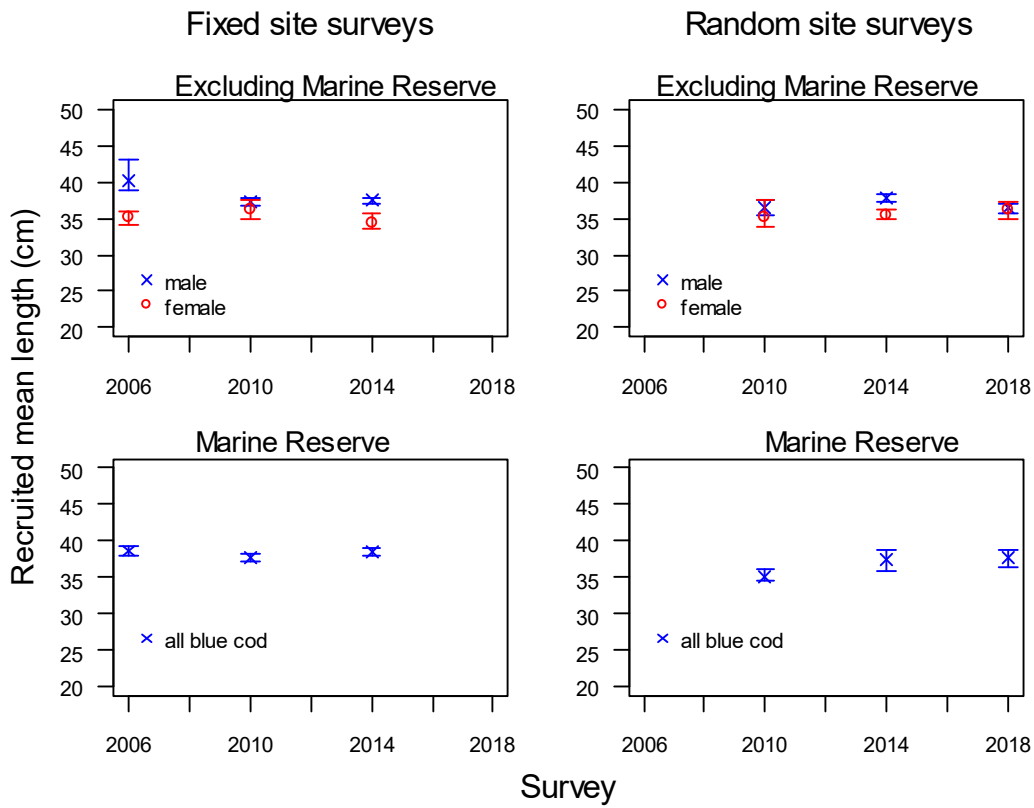 Fixed site surveys
Random site surveys
Recruited mean length (cm)
Excluding Marine Reserve
50
45
40
35
30
25
20
male
female
2006 2010 2014 2018
Excluding Marine Reserve
50
45
40
35
30
25
20
male
female
2006 2010 2014 2018
Marine Reserve
50
45
40
35
30
25
20
all blue cod
2006 2010 2014 2018
Marine Reserve
50
45
40
35
30
25
20
all blue cod
2006 2010 2014 2018
Survey